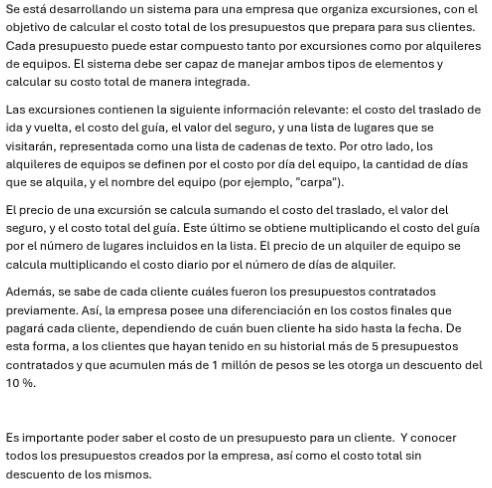 Se está desarrollando un sistema para una empresa que organiza excursiones, con el
objetivo de calcular el costo total de los presupuestos que prepara para sus clientes.
Cada presupuesto puede estar compuesto tanto por excursiones como por alquileres
de equipos. El sistema debe ser capaz de manejar ambos tipos de elementos y
calcular su costo total de manera integrada.
Las excursiones contienen la siguiente información relevante: el costo del traslado de
ida y vuelta, el costo del guía, el valor del seguro, y una lista de lugares que se
visitarán, representada como una lista de cadenas de texto. Por otro lado, los
alquileres de equipos se definen por el costo por día del equipo, la cantidad de días
que se alquila, y el nombre del equipo (por ejemplo, "carpa").
El precio de una excursión se calcula sumando el costo del traslado, el valor del
seguro, y el costo total del guía. Este último se obtiene multiplicando el costo del guía
por el número de lugares incluidos en la lista. El precio de un alquiler de equipo se
calcula multiplicando el costo diario por el número de días de alquiler.
Además, se sabe de cada cliente cuáles fueron los presupuestos contratados
previamente. Así, la empresa posee una diferenciación en los costos finales que
pagará cada cliente, dependiendo de cuán buen cliente ha sido hasta la fecha. De
esta forma, a los clientes que hayan tenido en su historial más de 5 presupuestos
contratados y que acumulen más de 1 millón de pesos se les otorga un descuento del
10 %.
Es importante poder saber el costo de un presupuesto para un cliente. Y conocer
todos los presupuestos creados por la empresa, así como el costo total sin
descuento de los mismos.